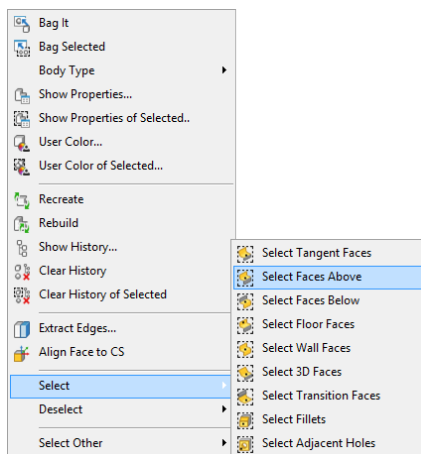 Bag It
Bag Selected
Body Type
Show Properties...
Show Properties of Selected..
User Color...
User Color of Selected...
Recreate
Rebuild
Show History...
Clear History
Clear History of Selected
Extract Edges...
Align Face to CS
Select
Deselect
Select Other
Select Tangent Faces
Select Faces Above
Select Faces Below
Select Floor Faces
Select Wall Faces
Select 3D Faces
Select Transition Faces
Select Fillets
Select Adjacent Holes